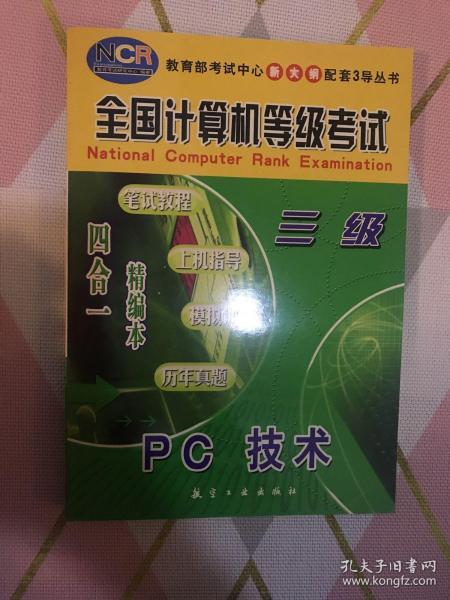 NCR
教育部考试中心新大纲配套3导丛书
全国计算机等级考试
National Computer Rank Examination
笔试教程
三级
上机指导
四合一
精编本
模拟
历年真题
PC 技术
航空工业出版社
孔夫子旧书网
www.kongfz.com